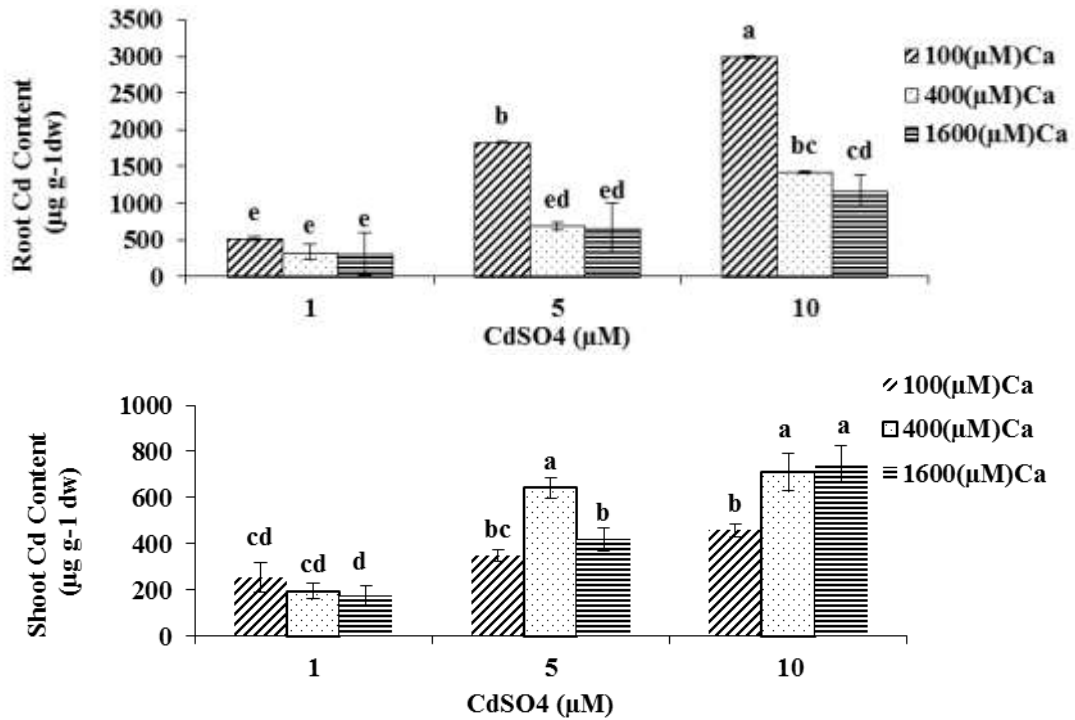 Root Cd Content
(µg g-1dw)
3500
3000
2500
2000
1500
1000
500
0
e
e
e
b
ed
ed
a
bc
cd
1
5
10
CdSO4 (µM)
100(µM)Ca
400(µM)Ca
1600(µM)Ca
Shoot Cd Content
(µg g-1 dw)
1000
800
600
400
200
0
cd
cd
d
bc
a
b
b
a
a
1
5
10
CdSO4 (µM)
100(µM)Ca
400(µM)Ca
1600(µM)Ca